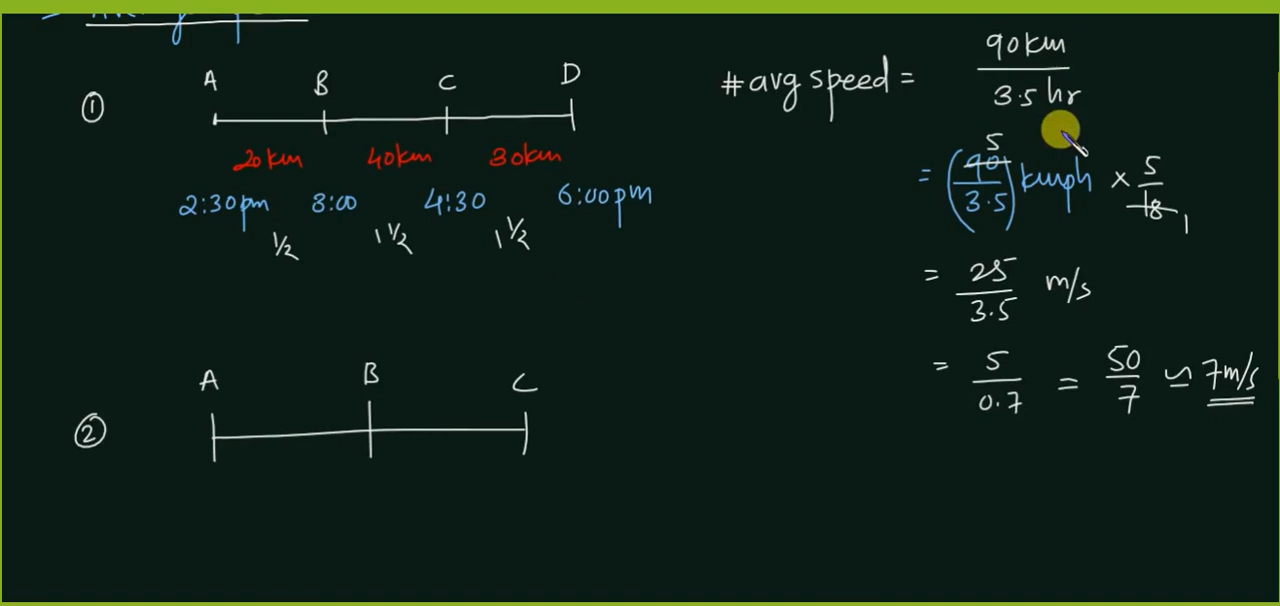 ①
A B C D
20km 40km 30km
2:30pm 3:00 4:30 6:00pm
1/2 1 1/2 1 1/2
②
A B C
# avg speed = 90km / 3.5 hr
= (90/3.5) kmph × 5/18
5 1
= 25/3.5 m/s
= 5/0.7 = 50/7 ≃ 7m/s